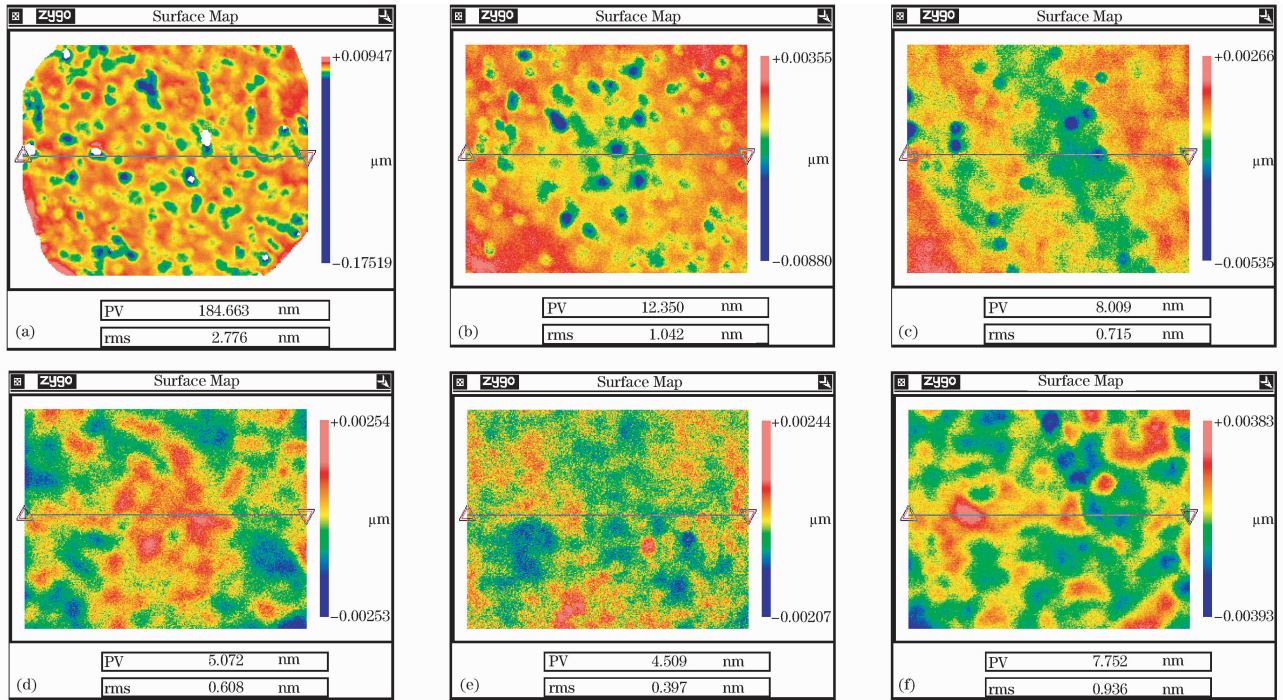 zygo Surface Map
+0.00947
µm
−0.17519
PV 184.663 nm
(a)
rms 2.776 nm
zygo Surface Map
+0.00355
µm
−0.00880
PV 12.350 nm
(b)
rms 1.042 nm
zygo Surface Map
+0.00266
µm
−0.00535
PV 8.009 nm
(c)
rms 0.715 nm
zygo Surface Map
+0.00254
µm
−0.00253
PV 5.072 nm
(d)
rms 0.608 nm
zygo Surface Map
+0.00244
µm
−0.00207
PV 4.509 nm
(e)
rms 0.397 nm
zygo Surface Map
+0.00383
µm
−0.00393
PV 7.752 nm
(f)
rms 0.936 nm